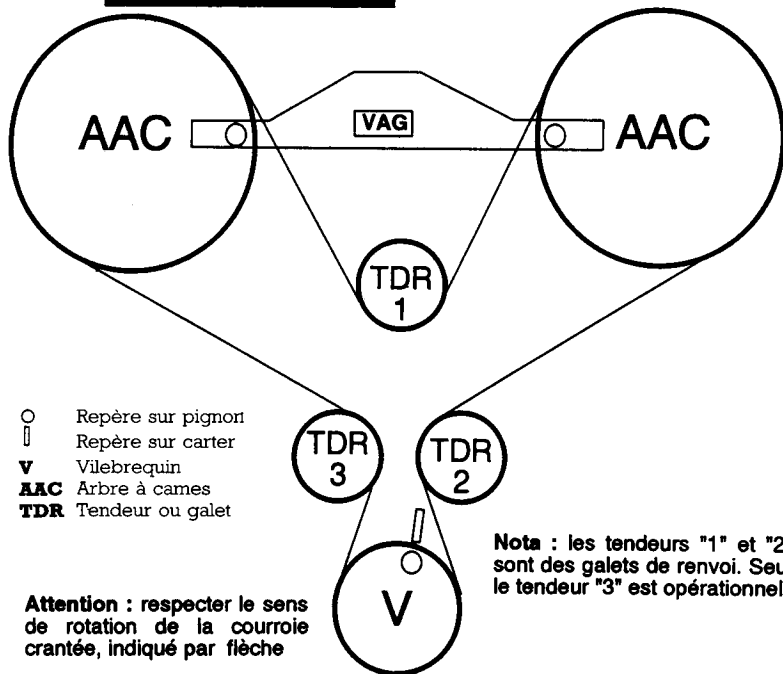 AAC
VAG
AAC
TDR
1
Repère sur pignon
Repère sur carter
V Vilebrequin
AAC Arbre à cames
TDR Tendeur ou galet
TDR
3
TDR
2
V
Nota : les tendeurs "1" et "2
sont des galets de renvoi. Seu
le tendeur "3" est opérationnel
Attention : respecter le sens
de rotation de la courroie
crantée, indiqué par flèche